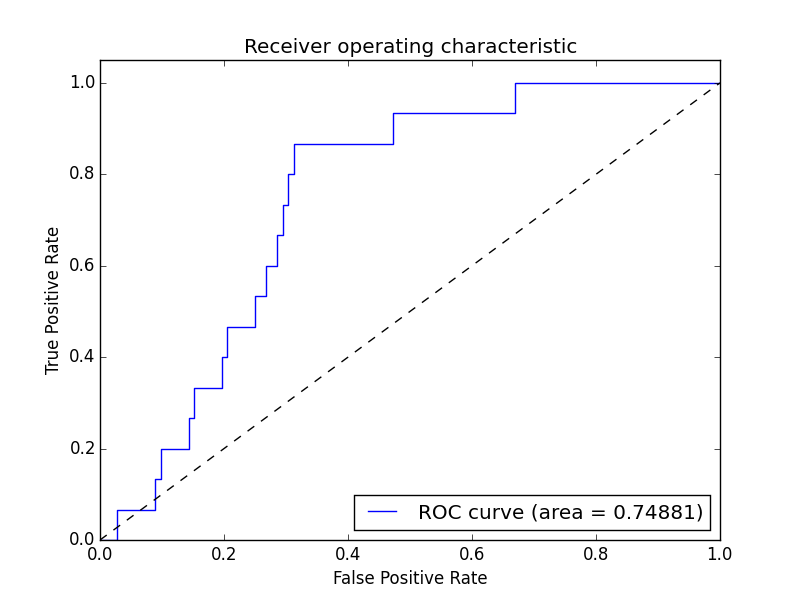 Receiver operating characteristic
1.0
0.8
0.6
0.4
0.2
0.0
True Positive Rate
ROC curve (area = 0.74881)
0.0 0.2 0.4 0.6 0.8 1.0
False Positive Rate